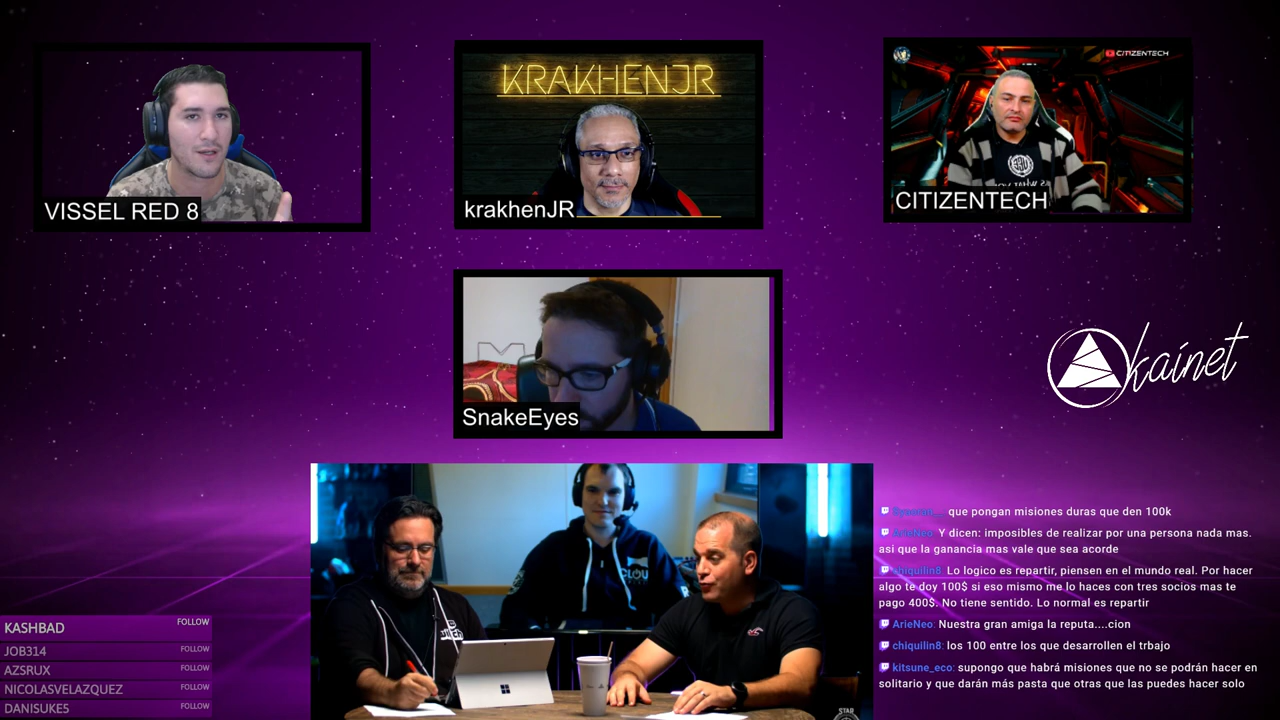 KRAKHENJR
CITIZENTECH
VISSEL RED 8
krakhenJR
CITIZENTECH
SnakeEyes
kainet
que pongan misiones duras que den 100k
ArieNeo: Y dicen: imposibles de realizar por una persona nada mas.
asi que la ganancia mas vale que sea acorde
chiquilin8: Lo logico es repartir, piensen en el mundo real. Por hacer
algo te doy 100$ si eso mismo me lo haces con tres socios mas te
pago 400$. No tiene sentido. Lo normal es repartir
ArieNeo: Nuestra gran amiga la reputa....cion
chiquilin8: los 100 entre los que desarrollen el trbajo
kitsune_eco: supongo que habrá misiones que no se podrán hacer en
solitario y que darán más pasta que otras que las puedes hacer solo
KASHBAD FOLLOW
JOB314 FOLLOW
AZSRUX FOLLOW
NICOLASVELAZQUEZ FOLLOW
DANISUKE5 FOLLOW
CLOU
STAR